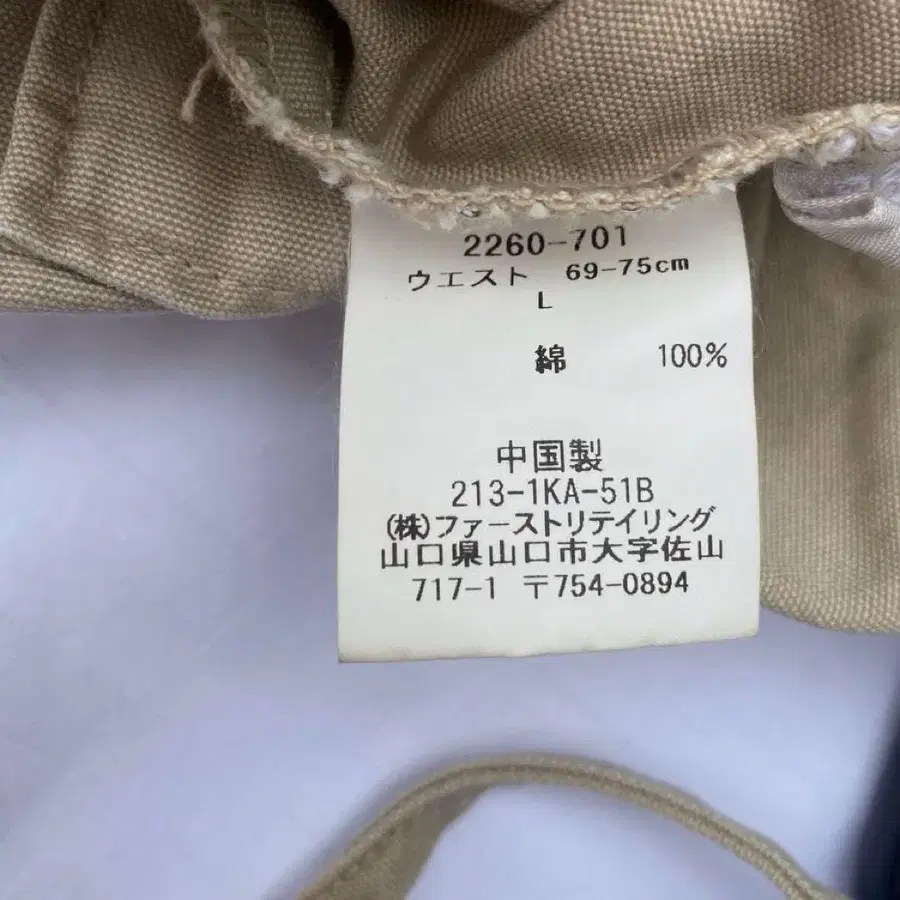 2260-701
ウエスト 69-75cm
L
綿 100%
中国製
213-1KA-51B
(株)ファーストリテイリング
山口県山口市大字佐山
717-1 〒754-0894